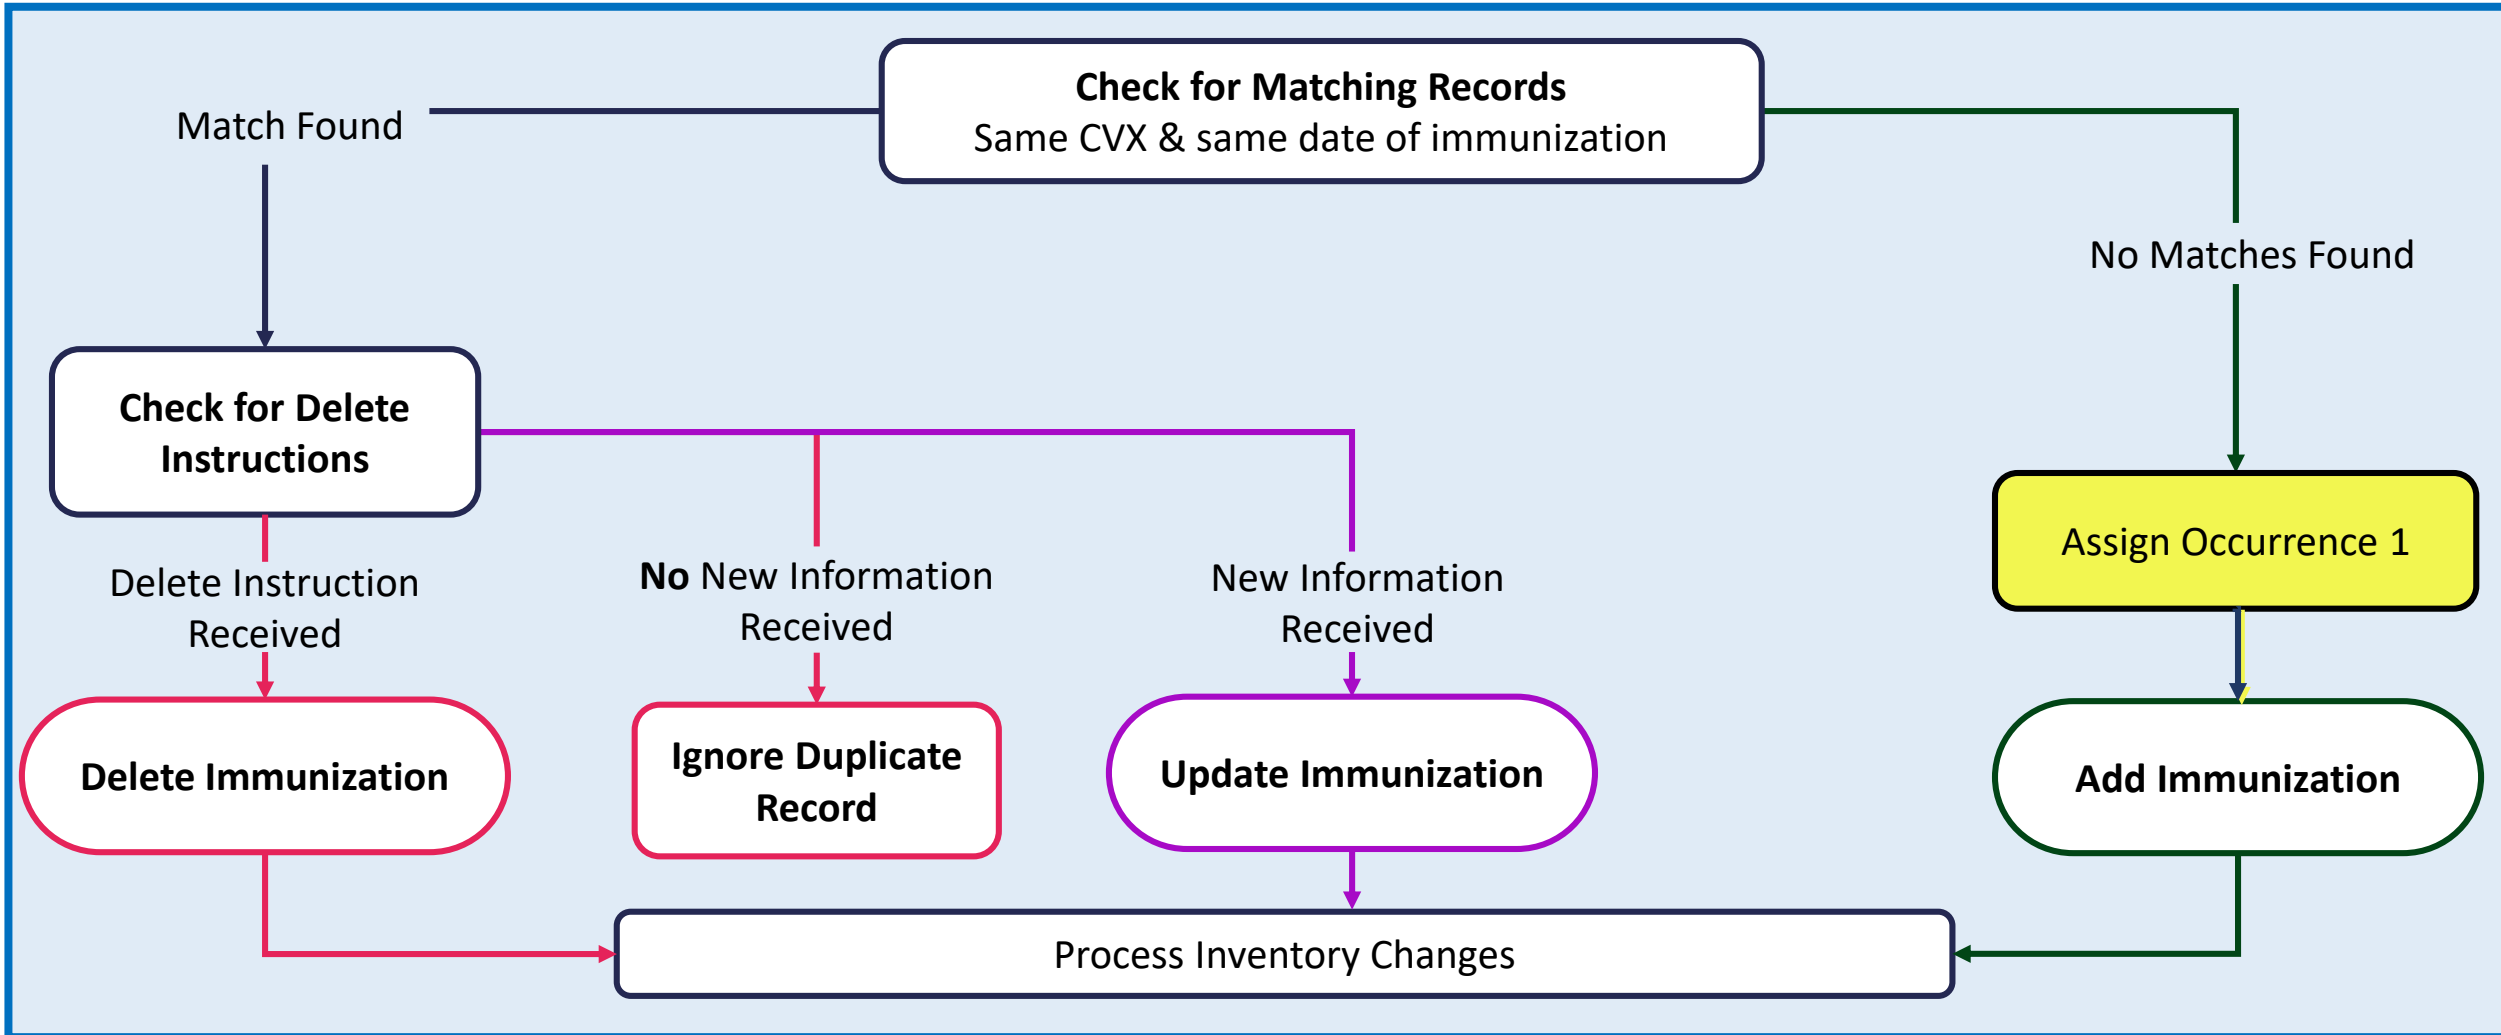 Check for Matching Records
Same CVX & same date of immunization
Match Found
No Matches Found
Check for Delete
Instructions
Assign Occurrence 1
Delete Instruction
Received
No New Information
Received
New Information
Received
Delete Immunization
Ignore Duplicate
Record
Update Immunization
Add Immunization
Process Inventory Changes